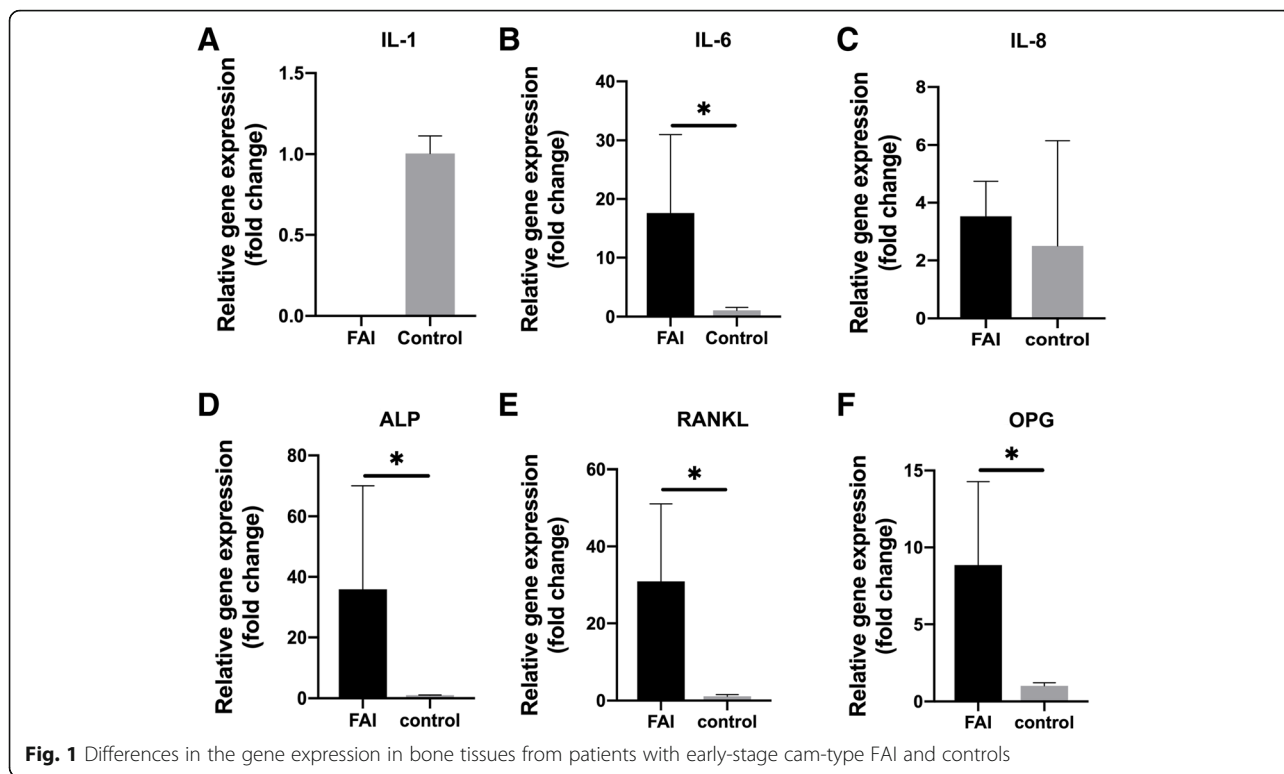 A
IL-1
Relative gene expression
(fold change)
1.5
1.0
0.5
0.0
FAI Control
B
IL-6
Relative gene expression
(fold change)
40
30
20
10
0
*
FAI Control
C
IL-8
Relative gene expression
(fold change)
8
6
4
2
0
FAI control
D
ALP
Relative gene expression
(fold change)
80
60
40
20
0
*
FAI control
E
RANKL
Relative gene expression
(fold change)
60
40
20
0
*
FAI control
F
OPG
Relative gene expression
(fold change)
15
10
5
0
*
FAI control
Fig. 1 Differences in the gene expression in bone tissues from patients with early-stage cam-type FAI and controls